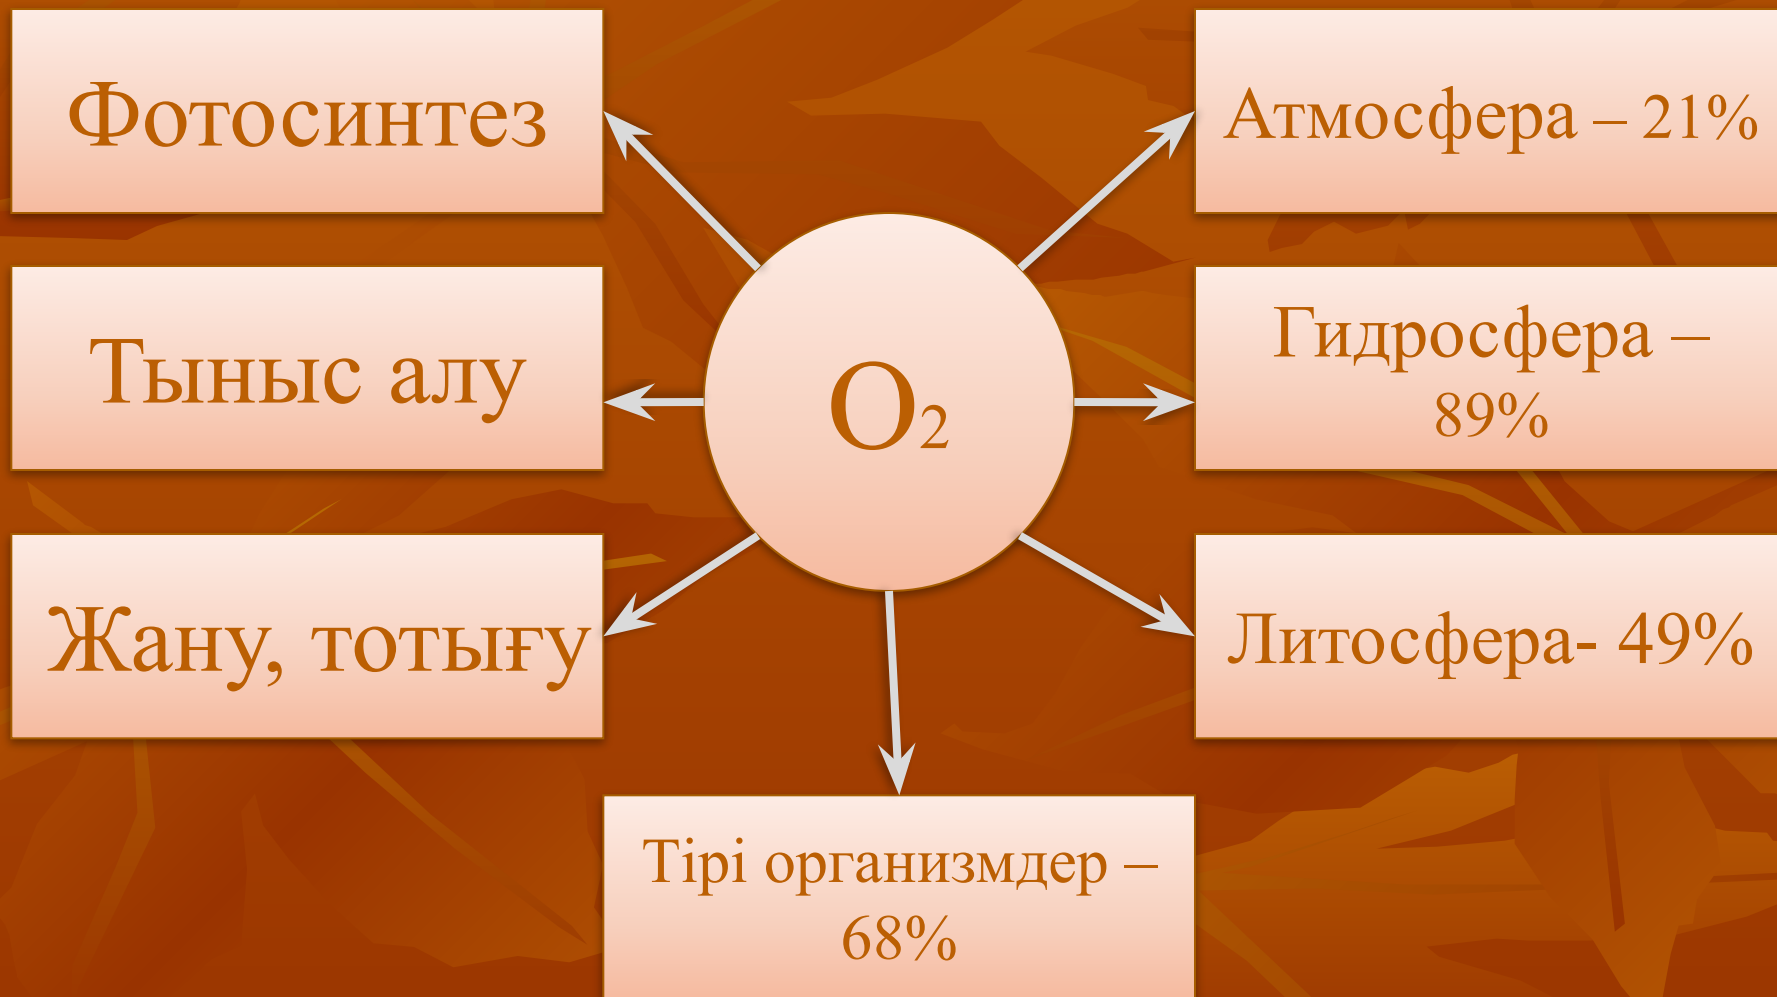 Фотосинтез
Атмосфера – 21%
Тыныс алу
O₂
Гидросфера –
89%
Жану, тотығу
Литосфера- 49%
Тірі организмдер –
68%